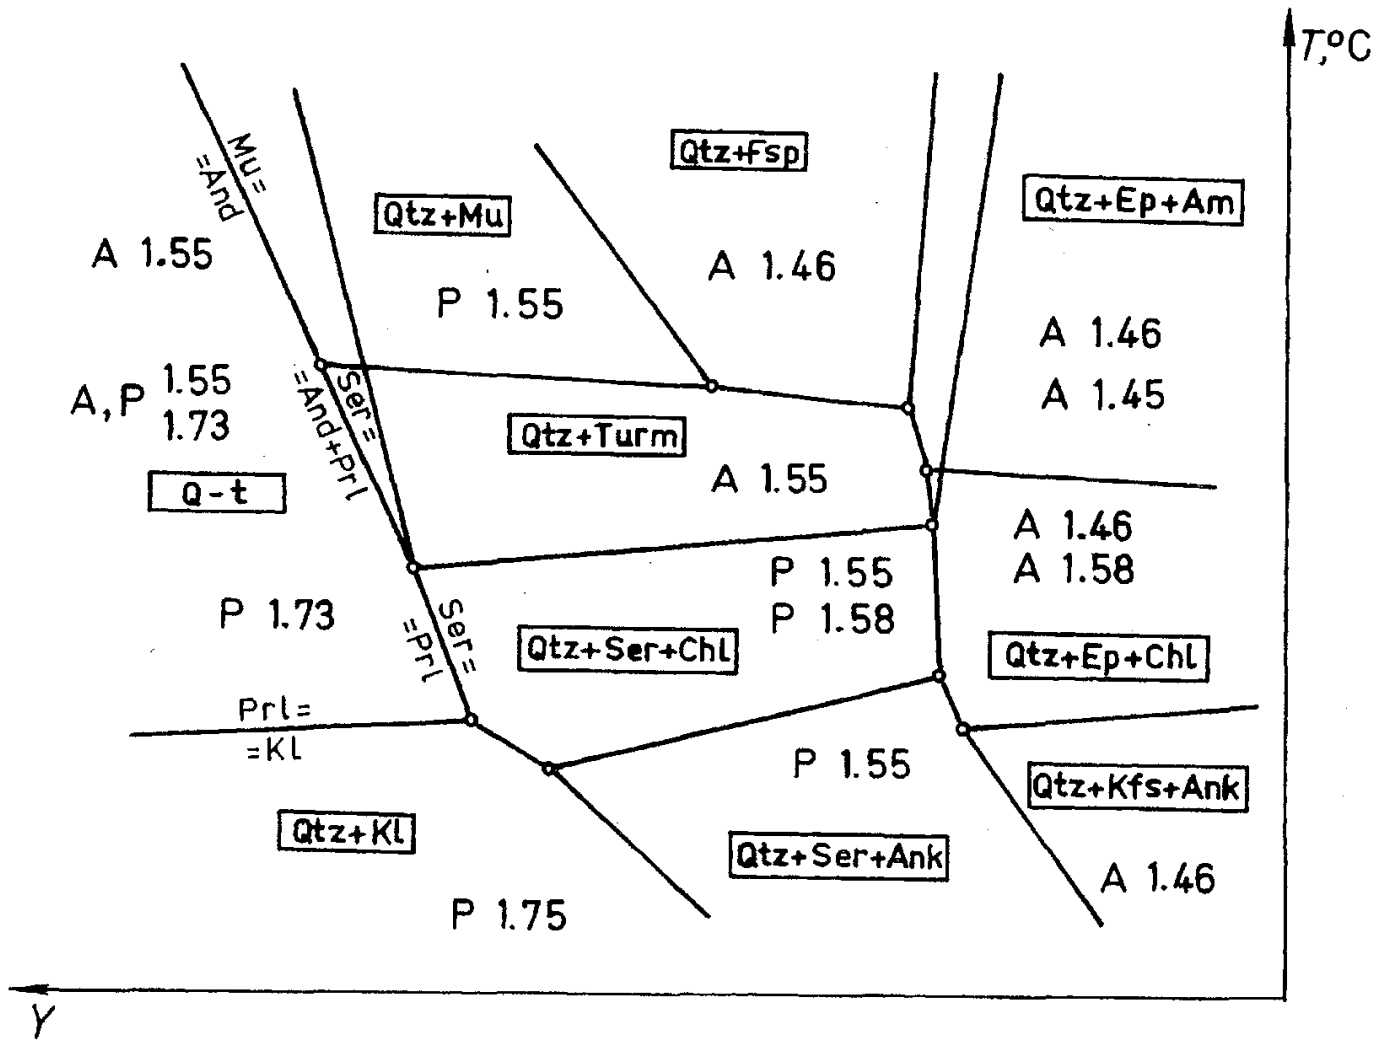 T,°C
Qtz+Fsp
Mu=
=And
Qtz+Mu
Qtz+Ep+Am
A 1.55
A 1.46
P 1.55
A 1.46
A 1.45
A,P 1.55
1.73
Ser=
=And+Prl
Qtz+Turm
A 1.55
Q-t
A 1.46
A 1.58
P 1.55
P 1.58
P 1.73
Ser=
=Prl
Qtz+Ser+Chl
Qtz+Ep+Chl
Prl=
=Kl
P 1.55
Qtz+Kfs+Ank
Qtz+Kl
Qtz+Ser+Ank
A 1.46
P 1.75
Y